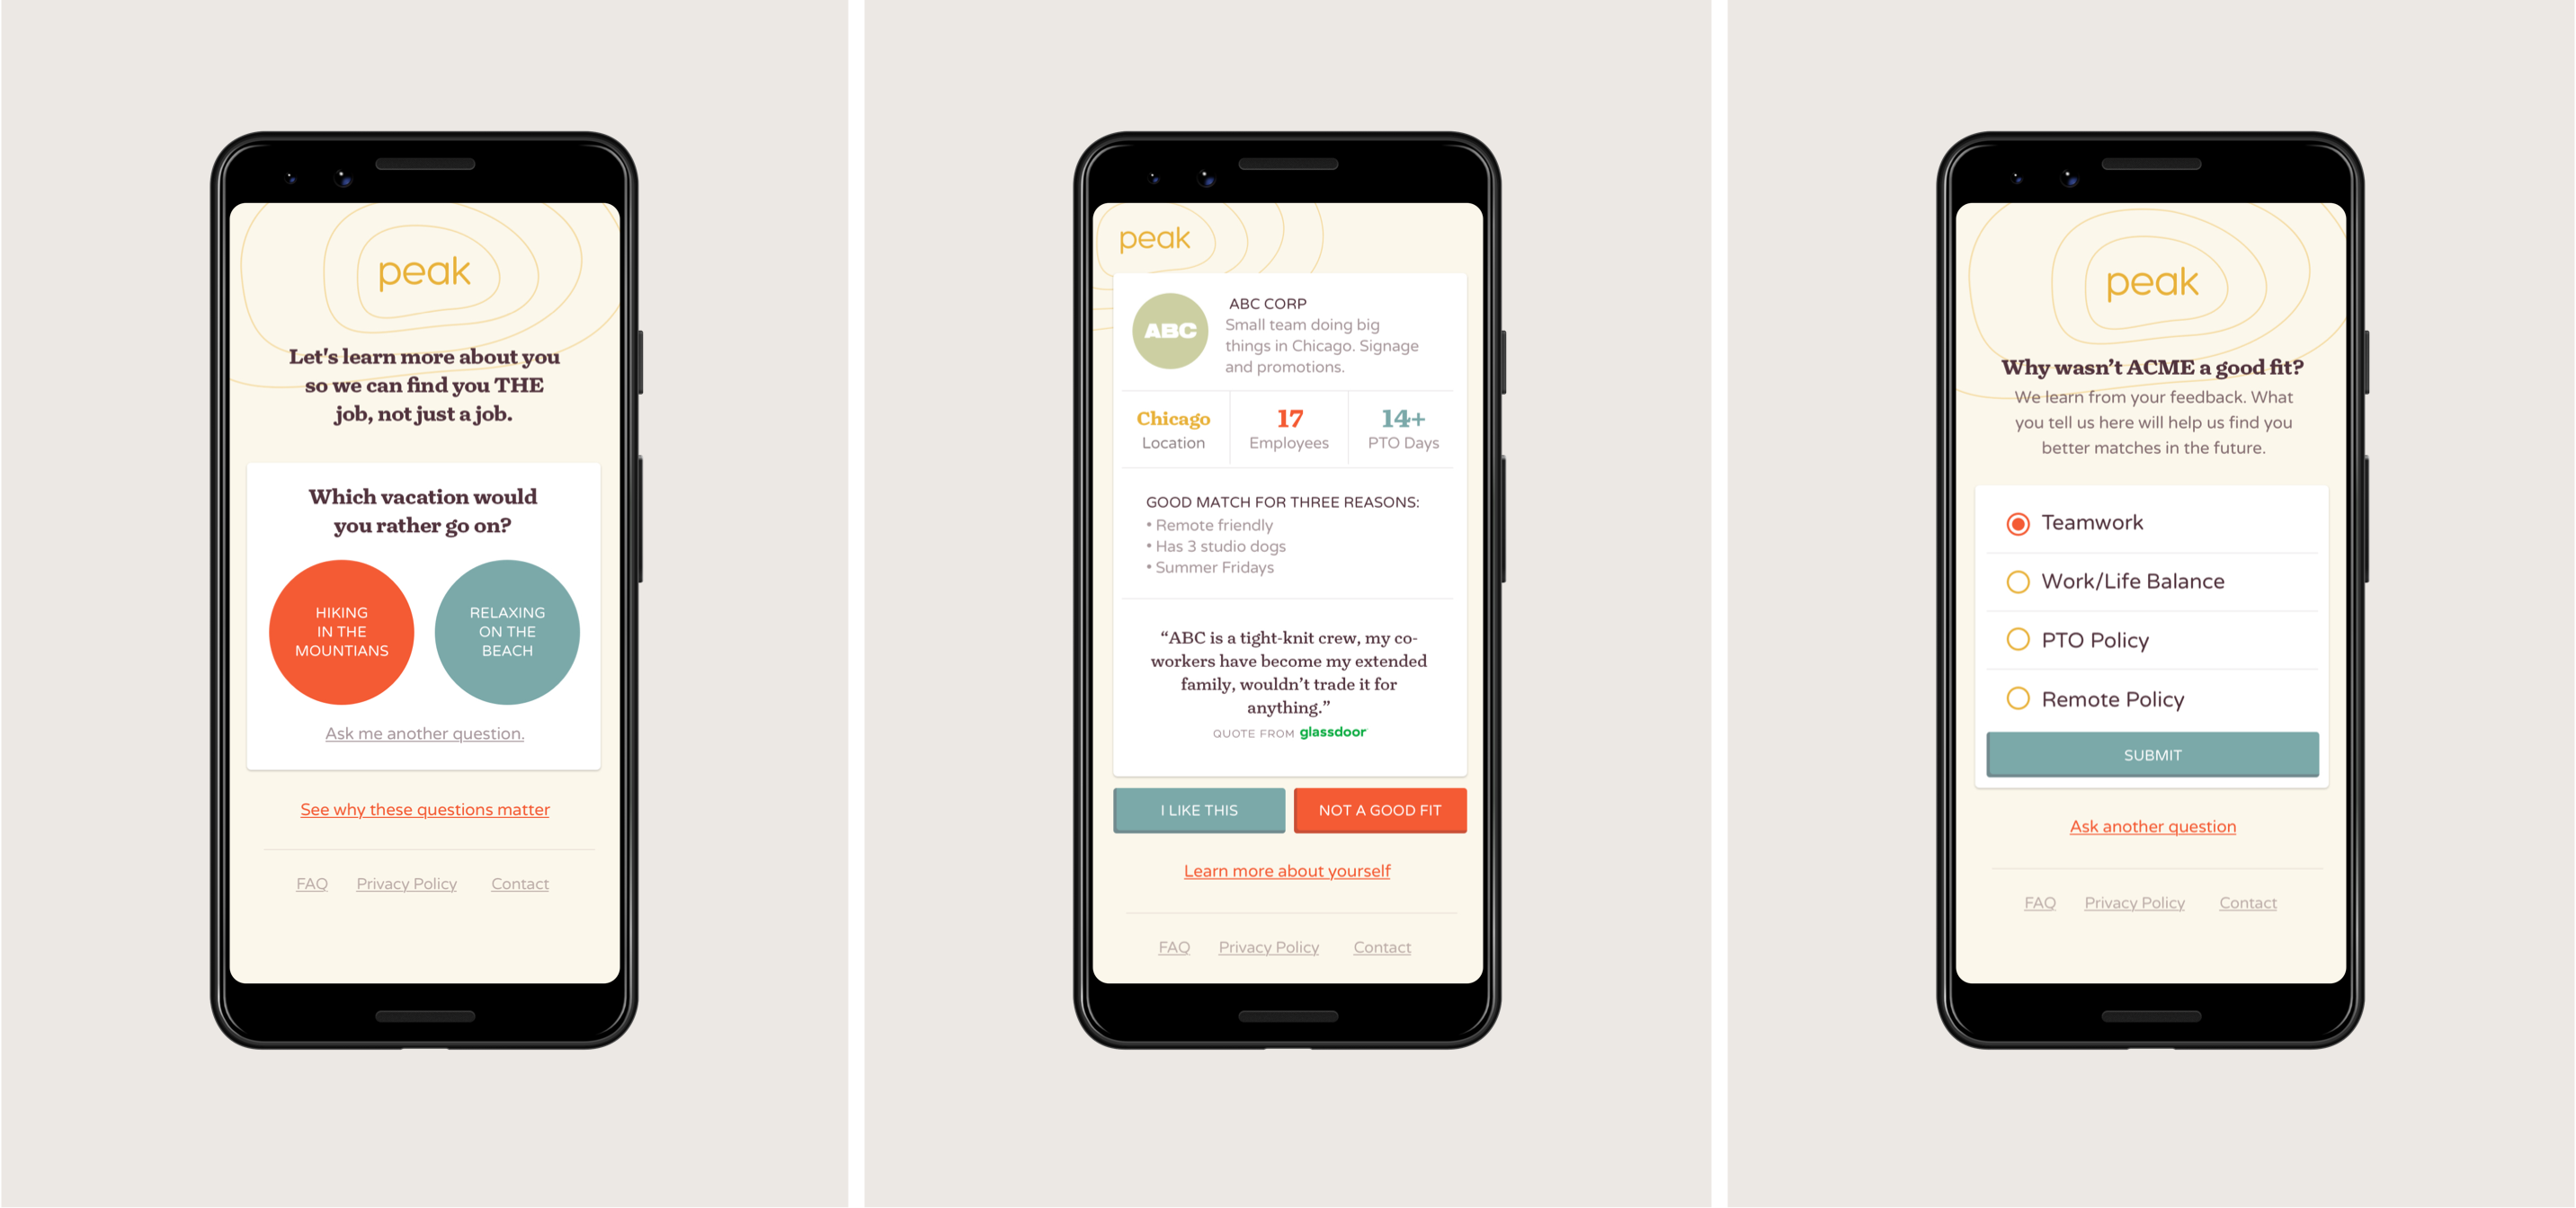 peak
Let's learn more about you
so we can find you THE
job, not just a job.
Which vacation would
you rather go on?
HIKING
IN THE
MOUNTIANS
RELAXING
ON THE
BEACH
Ask me another question.
See why these questions matter
FAQ Privacy Policy Contact
peak
ABC
ABC CORP
Small team doing big
things in Chicago. Signage
and promotions.
Chicago
Location
17
Employees
14+
PTO Days
GOOD MATCH FOR THREE REASONS:
• Remote friendly
• Has 3 studio dogs
• Summer Fridays
“ABC is a tight-knit crew, my co-
workers have become my extended
family, wouldn’t trade it for
anything.”
QUOTE FROM glassdoor
I LIKE THIS
NOT A GOOD FIT
Learn more about yourself
FAQ Privacy Policy Contact
peak
Why wasn’t ACME a good fit?
We learn from your feedback. What
you tell us here will help us find you
better matches in the future.
Teamwork
Work/Life Balance
PTO Policy
Remote Policy
SUBMIT
Ask another question
FAQ Privacy Policy Contact